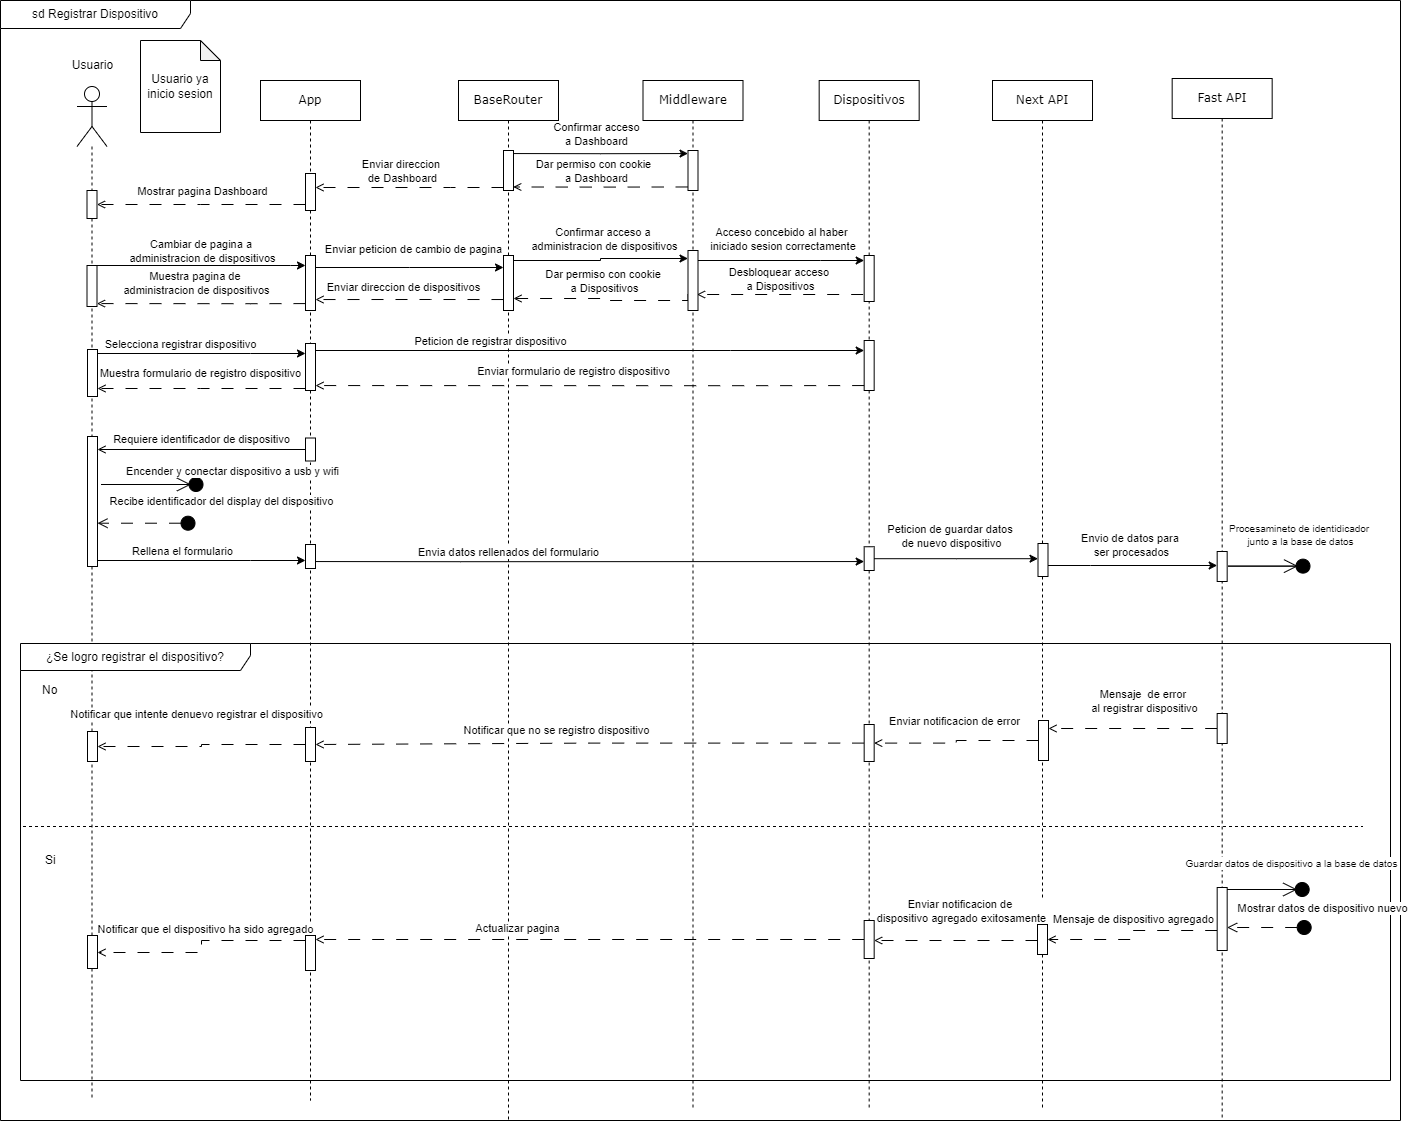 sd Registrar Dispositivo
Usuario
Usuario ya
inicio sesion
App
BaseRouter
Middleware
Dispositivos
Next API
Fast API
Confirmar acceso
a Dashboard
Dar permiso con cookie
a Dashboard
Enviar direccion
de Dashboard
Mostrar pagina Dashboard
Cambiar de pagina a
administracion de dispositivos
Enviar peticion de cambio de pagina
Confirmar acceso a
administracion de dispositivos
Acceso concebido al haber
iniciado sesion correctamente
Desbloquear acceso
a Dispositivos
Dar permiso con cookie
a Dispositivos
Enviar direccion de dispositivos
Muestra pagina de
administracion de dispositivos
Selecciona registrar dispositivo
Peticion de registrar dispositivo
Enviar formulario de registro dispositivo
Muestra formulario de registro dispositivo
Requiere identificador de dispositivo
Encender y conectar dispositivo a usb y wifi
Recibe identificador del display del dispositivo
Rellena el formulario
Envia datos rellenados del formulario
Peticion de guardar datos
de nuevo dispositivo
Envio de datos para
ser procesados
Procesamineto de identidicador
junto a la base de datos
¿Se logro registrar el dispositivo?
No
Mensaje  de error
al registrar dispositivo
Enviar notificacion de error
Notificar que no se registro dispositivo
Notificar que intente denuevo registrar el dispositivo
Si
Guardar datos de dispositivo a la base de datos
Mostrar datos de dispositivo nuevo
Mensaje de dispositivo agregado
Enviar notificacion de
dispositivo agregado exitosamente
Actualizar pagina
Notificar que el dispositivo ha sido agregado